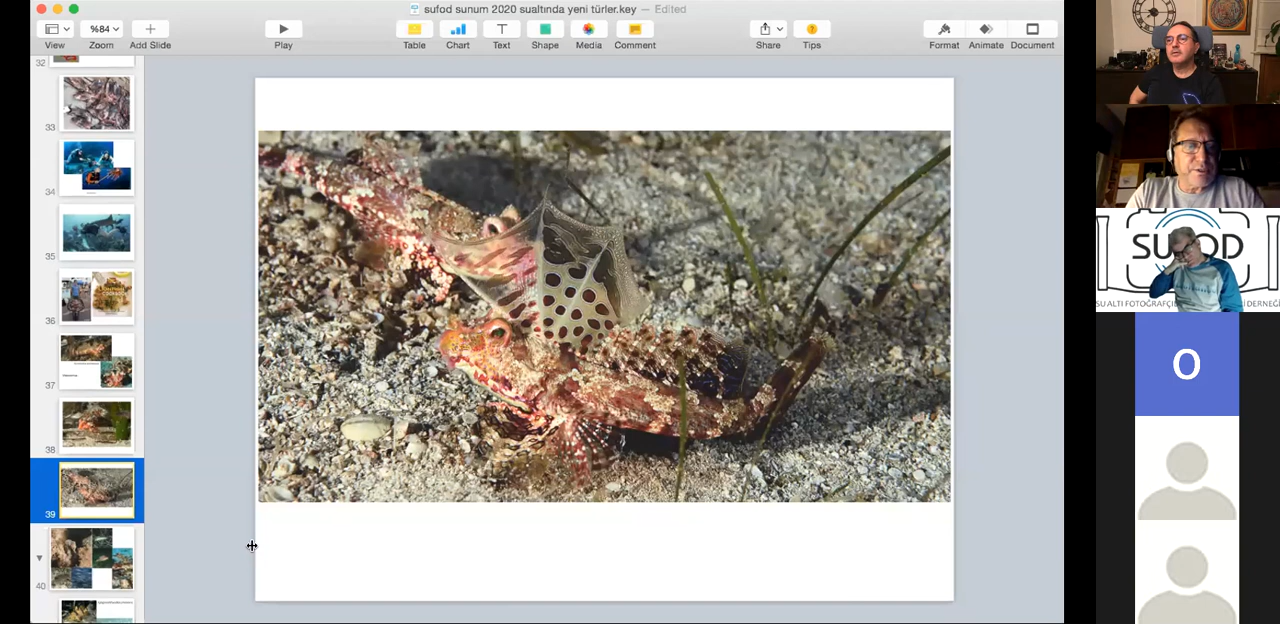 sufod sunum 2020 sualtında yeni türler.key — Edited
%84
View Zoom Add Slide Play Table Chart Text Shape Media Comment Share Tips Format Animate Document
32
33
34
35
36
37
38
39
40
SUFOD
SU ALTI FOTOĞRAFÇI
İ DERNEĞİ
O